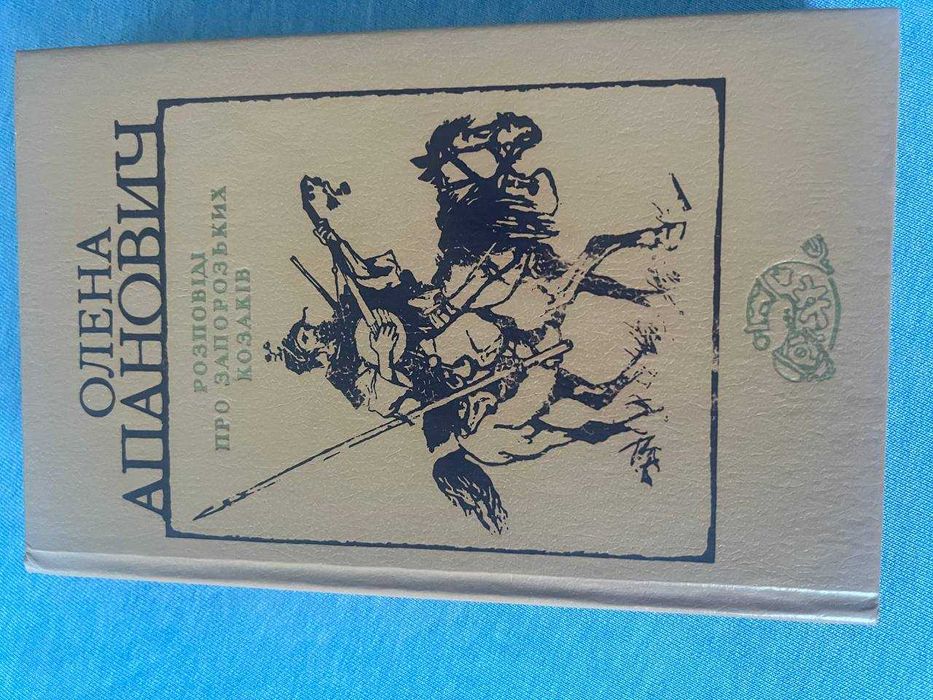 ОЛЕНА
АПАНОВИЧ
РОЗПОВІДІ
ПРО ЗАПОРОЗЬКИХ
КОЗАКІВ